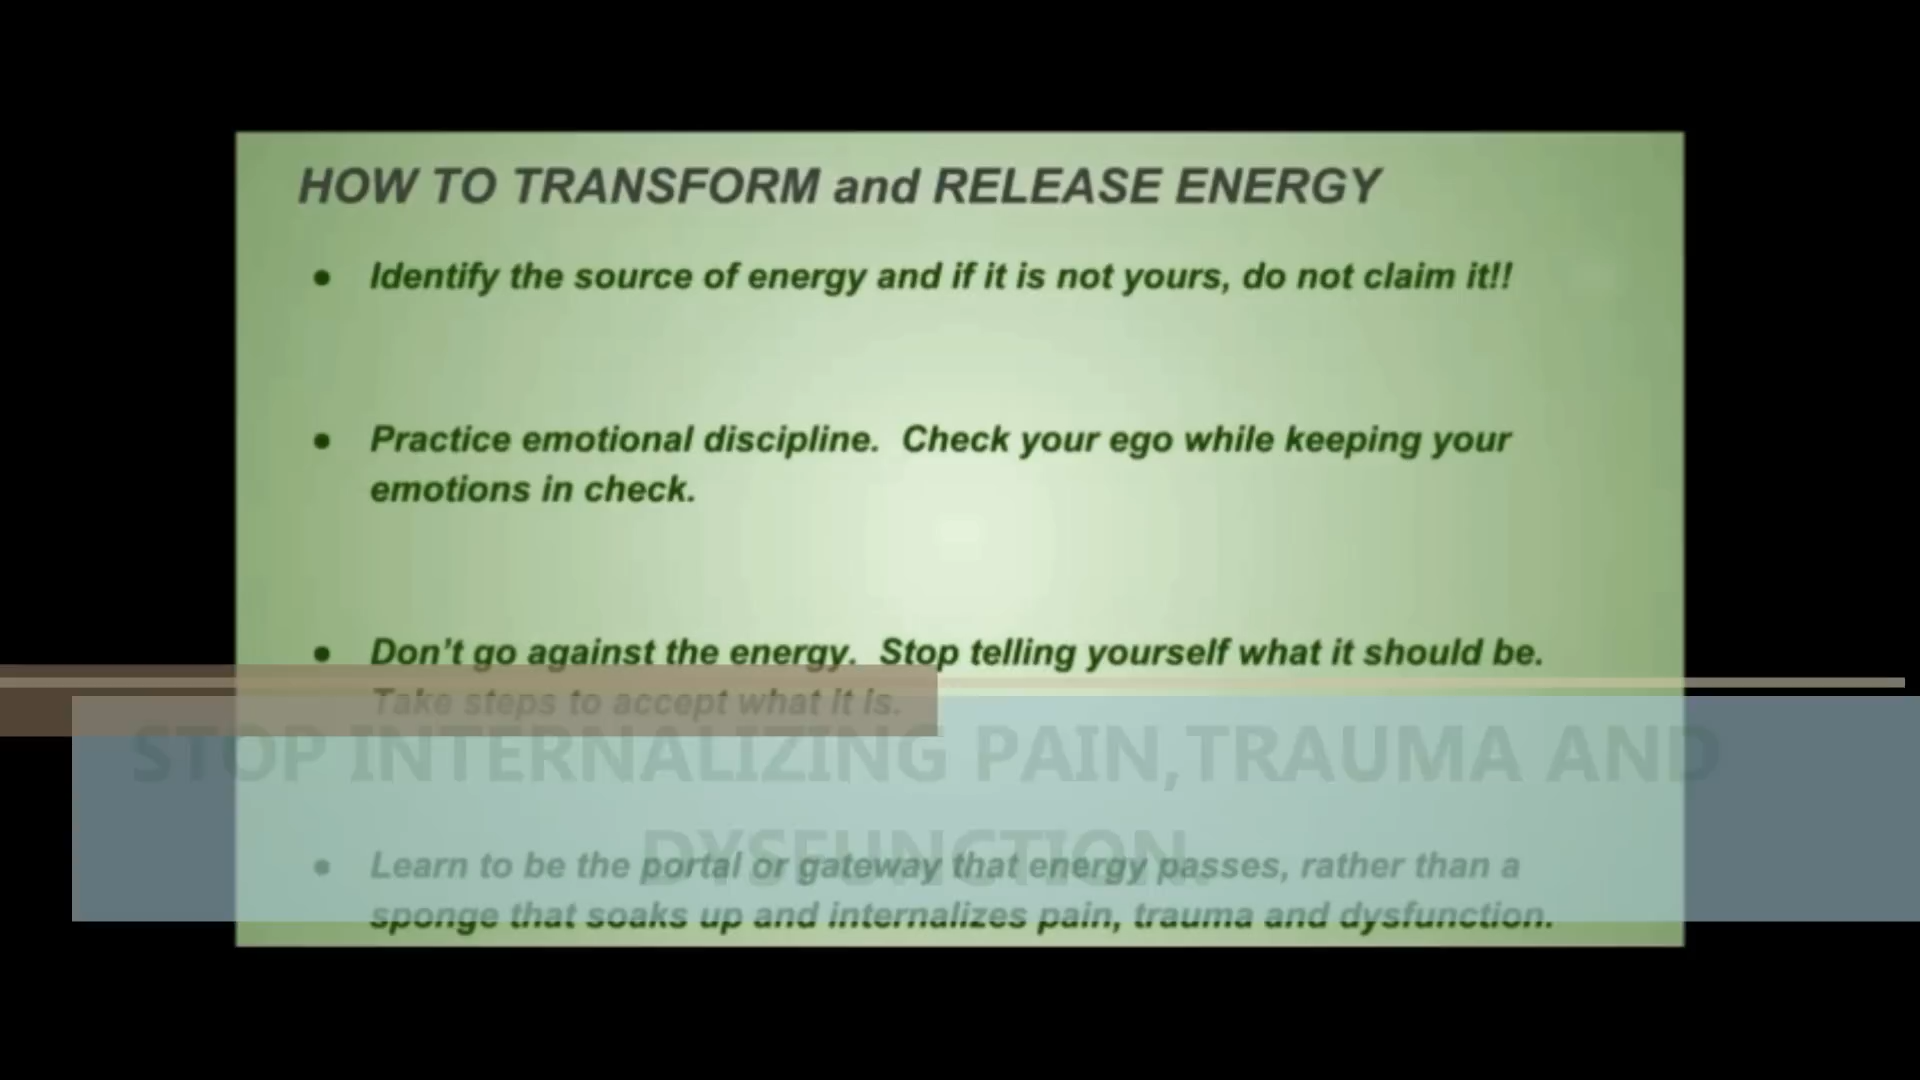 HOW TO TRANSFORM and RELEASE ENERGY
● Identify the source of energy and if it is not yours, do not claim it!!
● Practice emotional discipline.  Check your ego while keeping your
emotions in check.
● Don't go against the energy.  Stop telling yourself what it should be.
Take steps to accept what it is.
STOP INTERNALIZING PAIN,TRAUMA AND
DYSFUNCTION.
● Learn to be the portal or gateway that energy passes, rather than a
sponge that soaks up and internalizes pain, trauma and dysfunction.